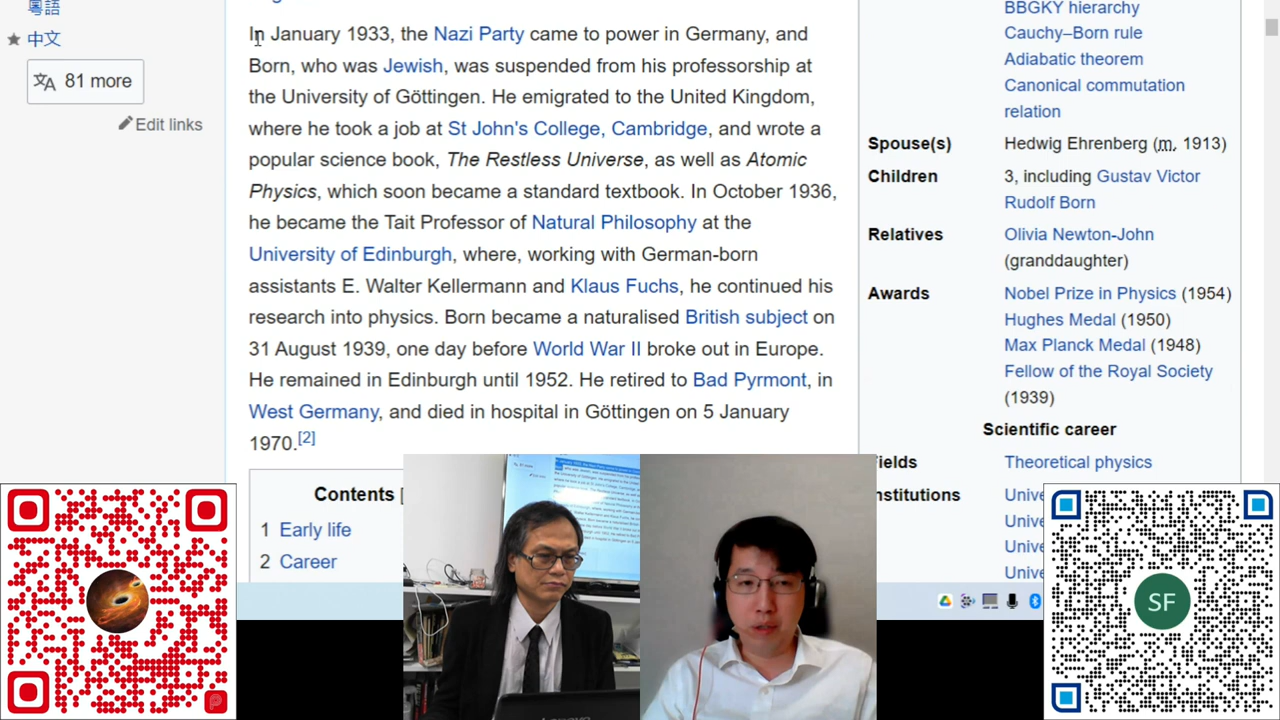 粵語
中文
81 more
Edit links
In January 1933, the Nazi Party came to power in Germany, and
Born, who was Jewish, was suspended from his professorship at
the University of Göttingen. He emigrated to the United Kingdom,
where he took a job at St John's College, Cambridge, and wrote a
popular science book, The Restless Universe, as well as Atomic
Physics, which soon became a standard textbook. In October 1936,
he became the Tait Professor of Natural Philosophy at the
University of Edinburgh, where, working with German-born
assistants E. Walter Kellermann and Klaus Fuchs, he continued his
research into physics. Born became a naturalised British subject on
31 August 1939, one day before World War II broke out in Europe.
He remained in Edinburgh until 1952. He retired to Bad Pyrmont, in
West Germany, and died in hospital in Göttingen on 5 January
1970.[2]
Contents [
1 Early life
2 Career
BBGKY hierarchy
Cauchy–Born rule
Adiabatic theorem
Canonical commutation
relation
Spouse(s) Hedwig Ehrenberg (m. 1913)
Children 3, including Gustav Victor
Rudolf Born
Relatives Olivia Newton-John
(granddaughter)
Awards Nobel Prize in Physics (1954)
Hughes Medal (1950)
Max Planck Medal (1948)
Fellow of the Royal Society
(1939)
Scientific career
ields Theoretical physics
nstitutions Unive
Unive
Unive
Unive
SF